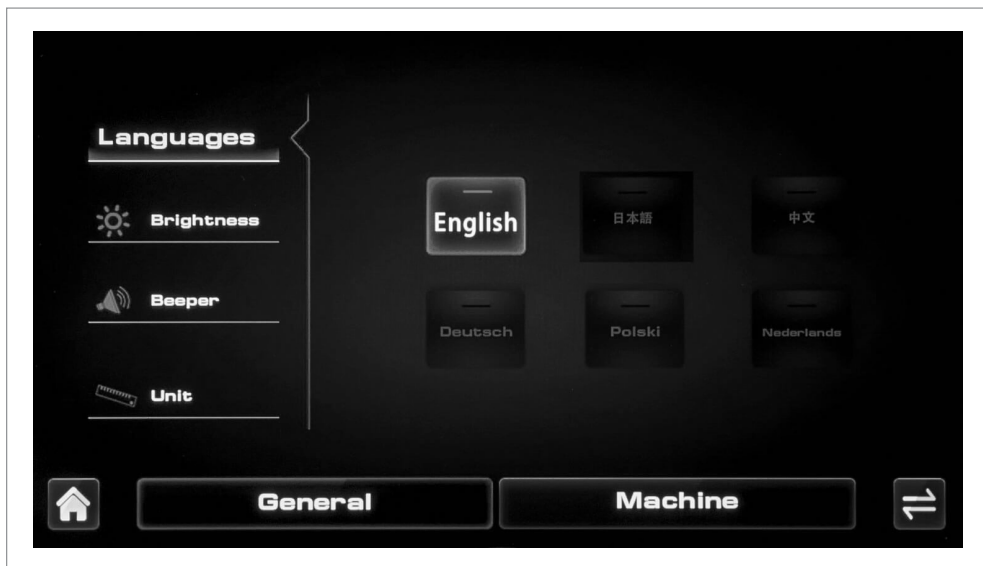 Languages
Brightness
Beeper
Unit
English
日本語
中文
Deutsch
Polski
Nederlands
General
Machine